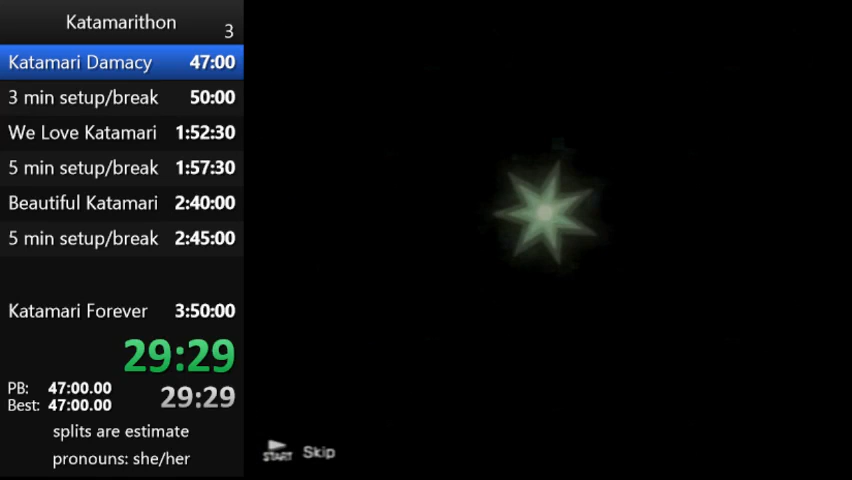 Katamarithon
3
Katamari Damacy 47:00
3 min setup/break 50:00
We Love Katamari 1:52:30
5 min setup/break 1:57:30
Beautiful Katamari 2:40:00
5 min setup/break 2:45:00
Katamari Forever 3:50:00
29:29
PB: 47:00.00
Best: 47:00.00
29:29
splits are estimate
pronouns: she/her
START Skip